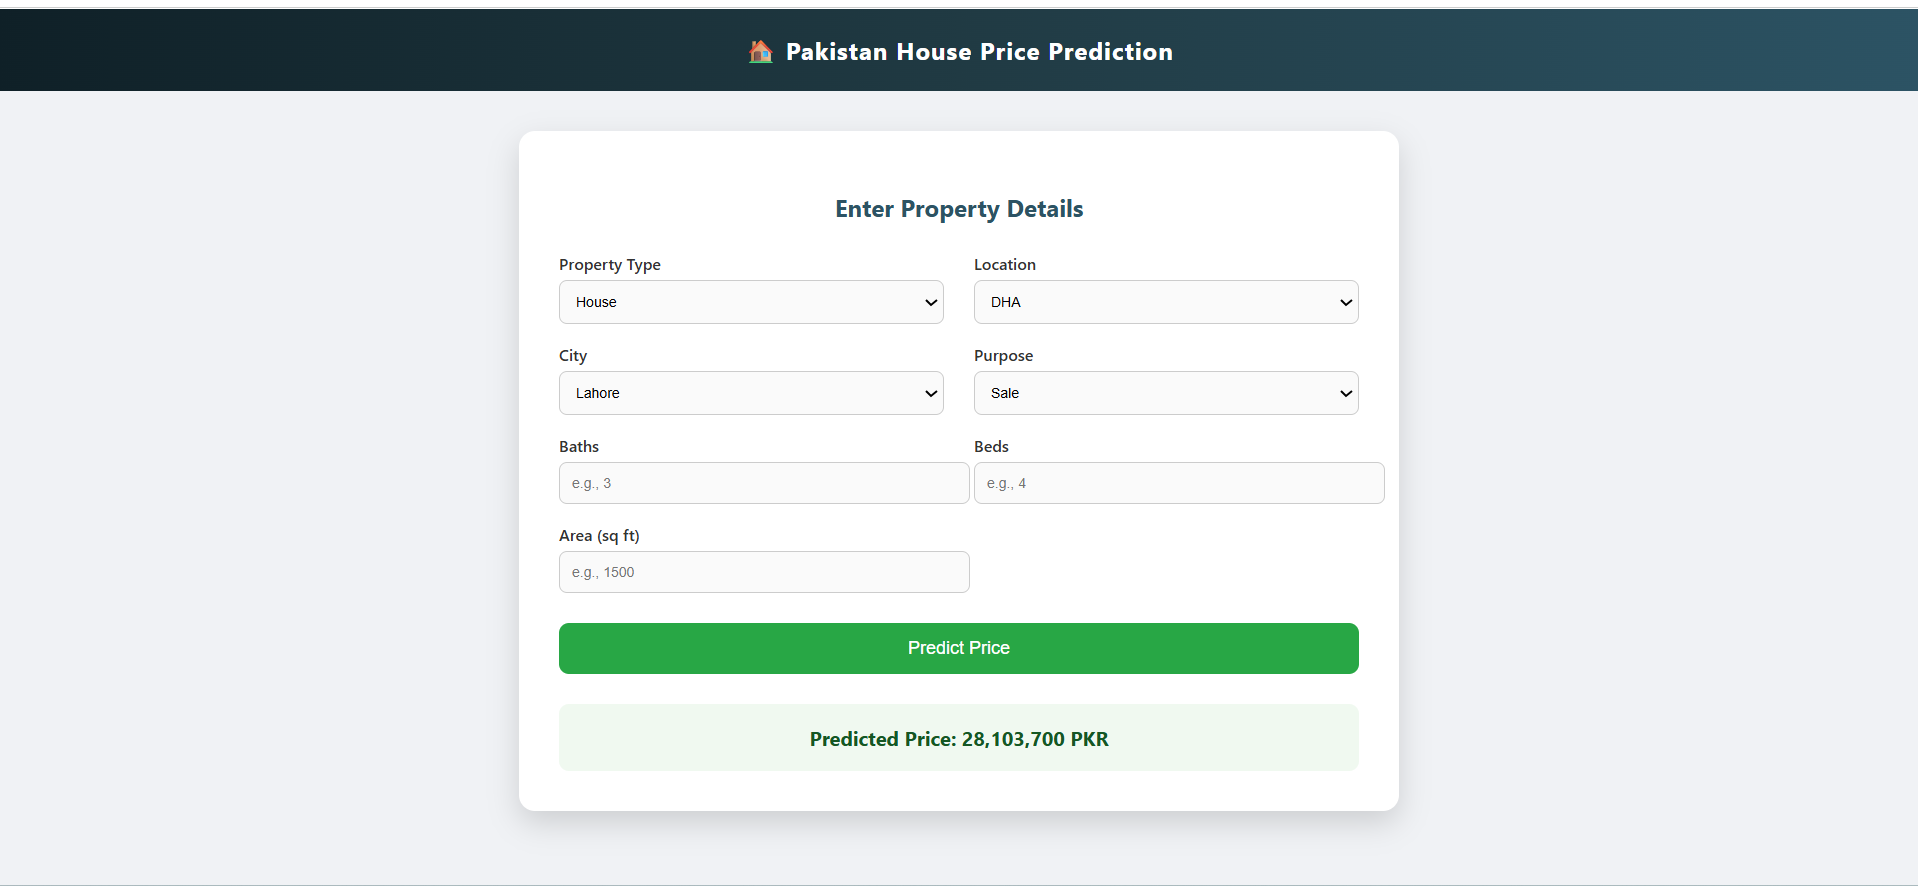 🏠 Pakistan House Price Prediction
Enter Property Details
Property Type Location
House DHA
City Purpose
Lahore Sale
Baths Beds
e.g., 3 e.g., 4
Area (sq ft)
e.g., 1500
Predict Price
Predicted Price: 28,103,700 PKR